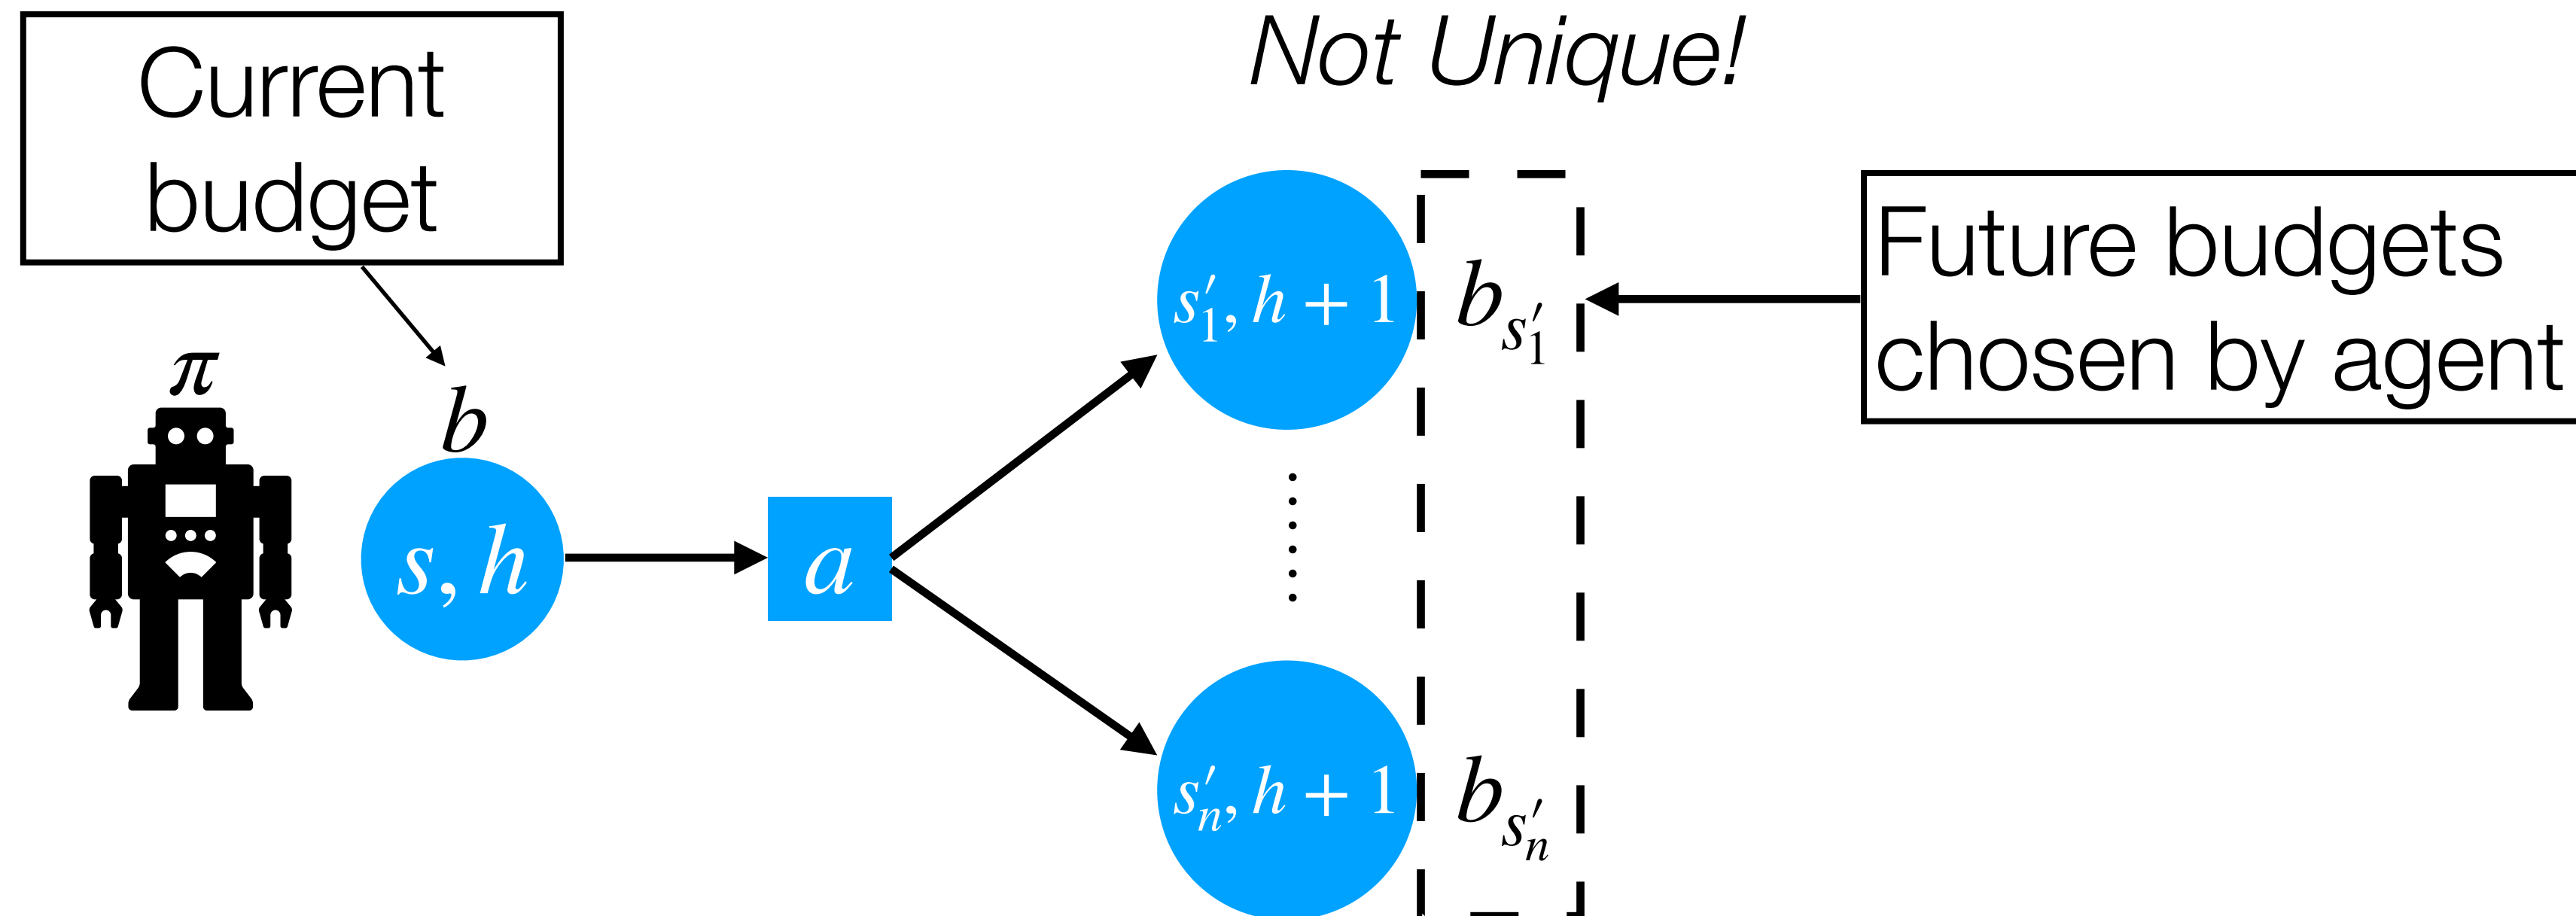 Current
budget
Not Unique!
π
b
s, h
a
s′₁, h + 1
b_{s′₁}
s′ₙ, h + 1
b_{s′ₙ}
Future budgets
chosen by agent